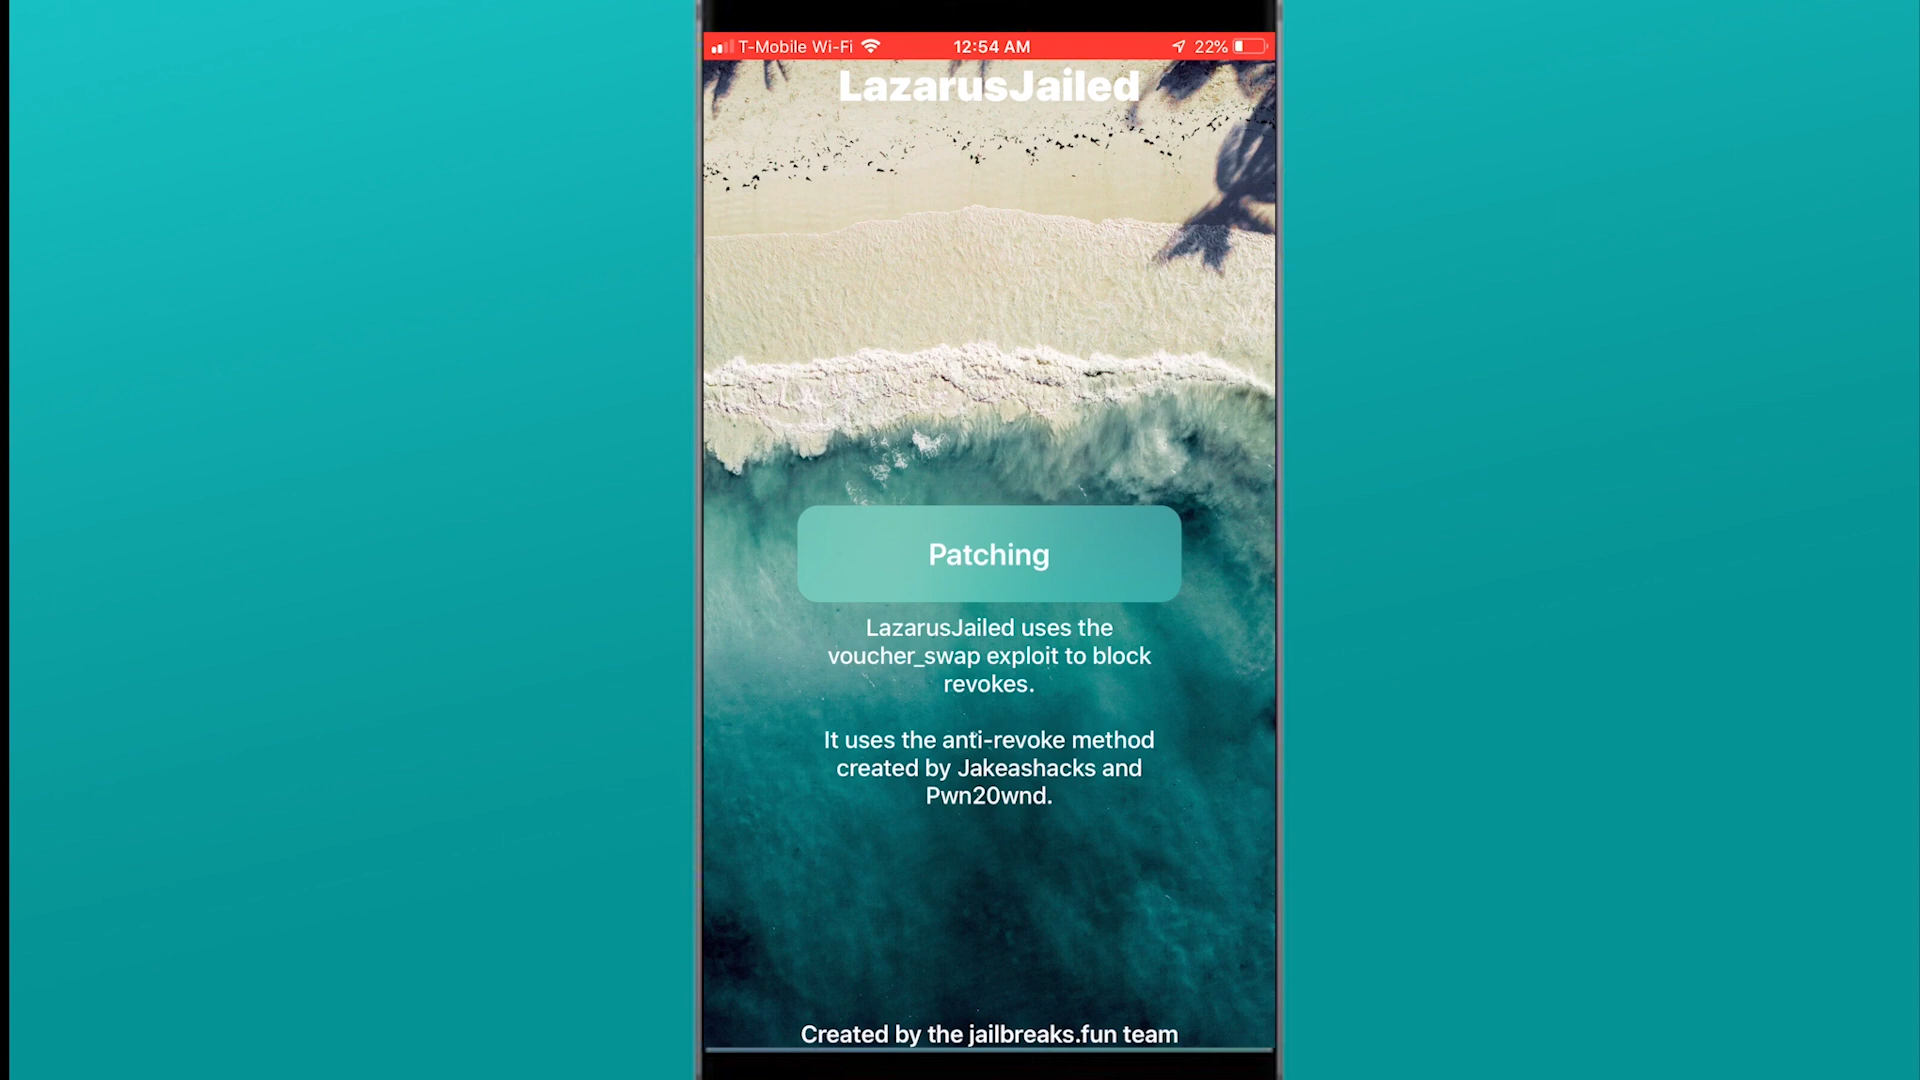 T-Mobile Wi-Fi 12:54 AM 22%
LazarusJailed
Patching
LazarusJailed uses the
voucher_swap exploit to block
revokes.
It uses the anti-revoke method
created by Jakeashacks and
Pwn20wnd.
Created by the jailbreaks.fun team